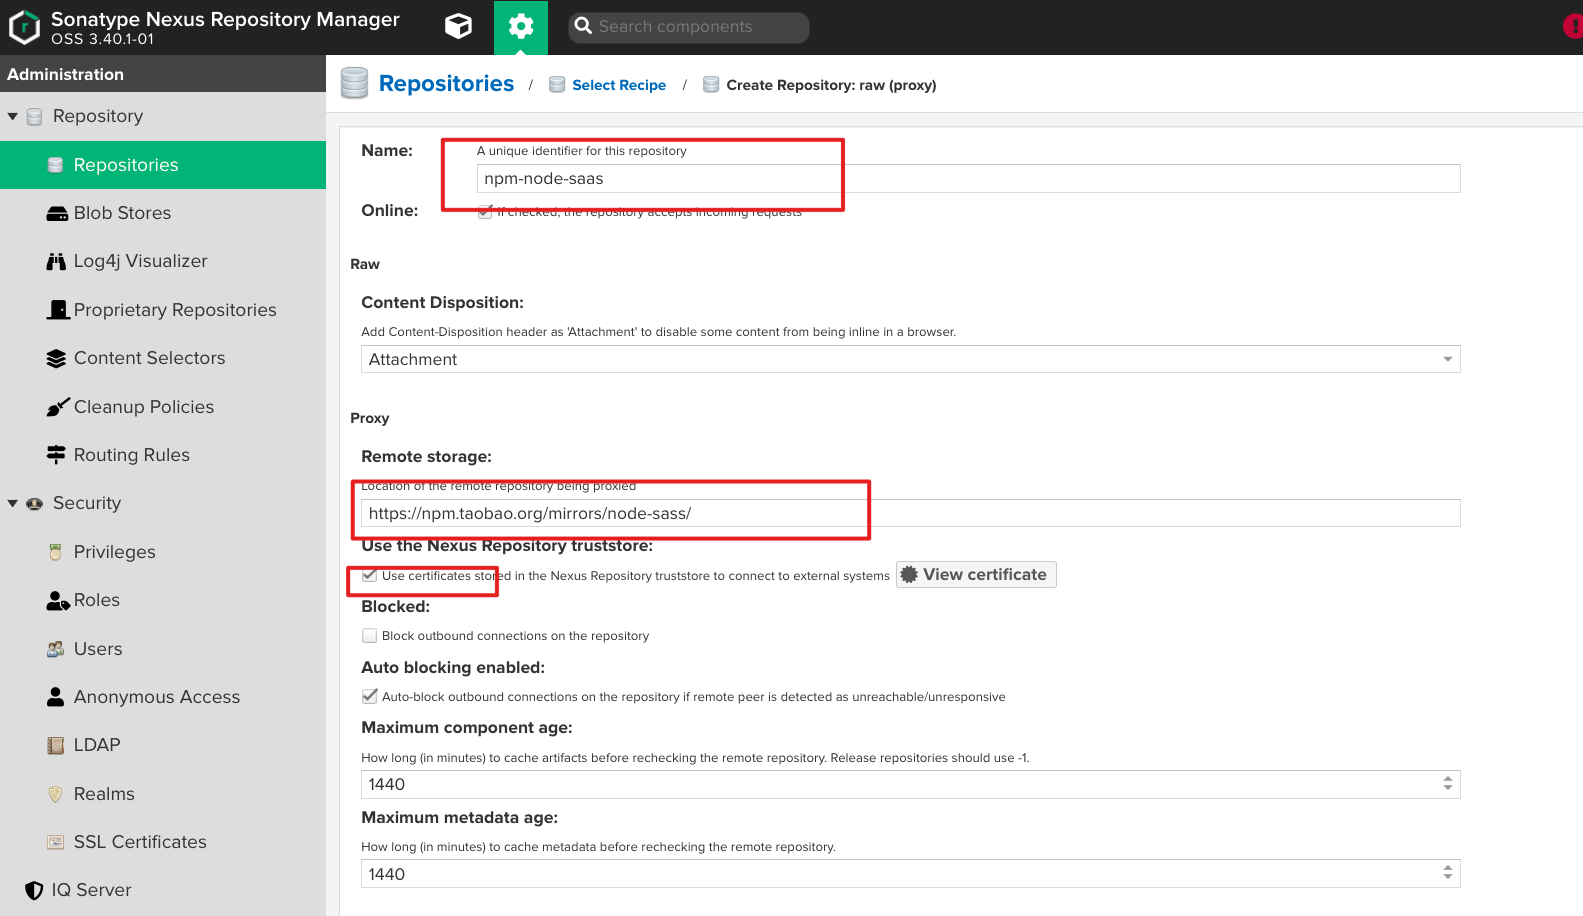 Sonatype Nexus Repository Manager
OSS 3.40.1-01
Search components
Administration
Repository
Repositories
Blob Stores
Log4j Visualizer
Proprietary Repositories
Content Selectors
Cleanup Policies
Routing Rules
Security
Privileges
Roles
Users
Anonymous Access
LDAP
Realms
SSL Certificates
IQ Server
Repositories / Select Recipe / Create Repository: raw (proxy)
Name:
A unique identifier for this repository
npm-node-saas
Online:
If checked, the repository accepts incoming requests
Raw
Content Disposition:
Add Content-Disposition header as 'Attachment' to disable some content from being inline in a browser.
Attachment
Proxy
Remote storage:
Location of the remote repository being proxied
https://npm.taobao.org/mirrors/node-sass/
Use the Nexus Repository truststore:
Use certificates stored in the Nexus Repository truststore to connect to external systems
View certificate
Blocked:
Block outbound connections on the repository
Auto blocking enabled:
Auto-block outbound connections on the repository if remote peer is detected as unreachable/unresponsive
Maximum component age:
How long (in minutes) to cache artifacts before rechecking the remote repository. Release repositories should use -1.
1440
Maximum metadata age:
How long (in minutes) to cache metadata before rechecking the remote repository.
1440